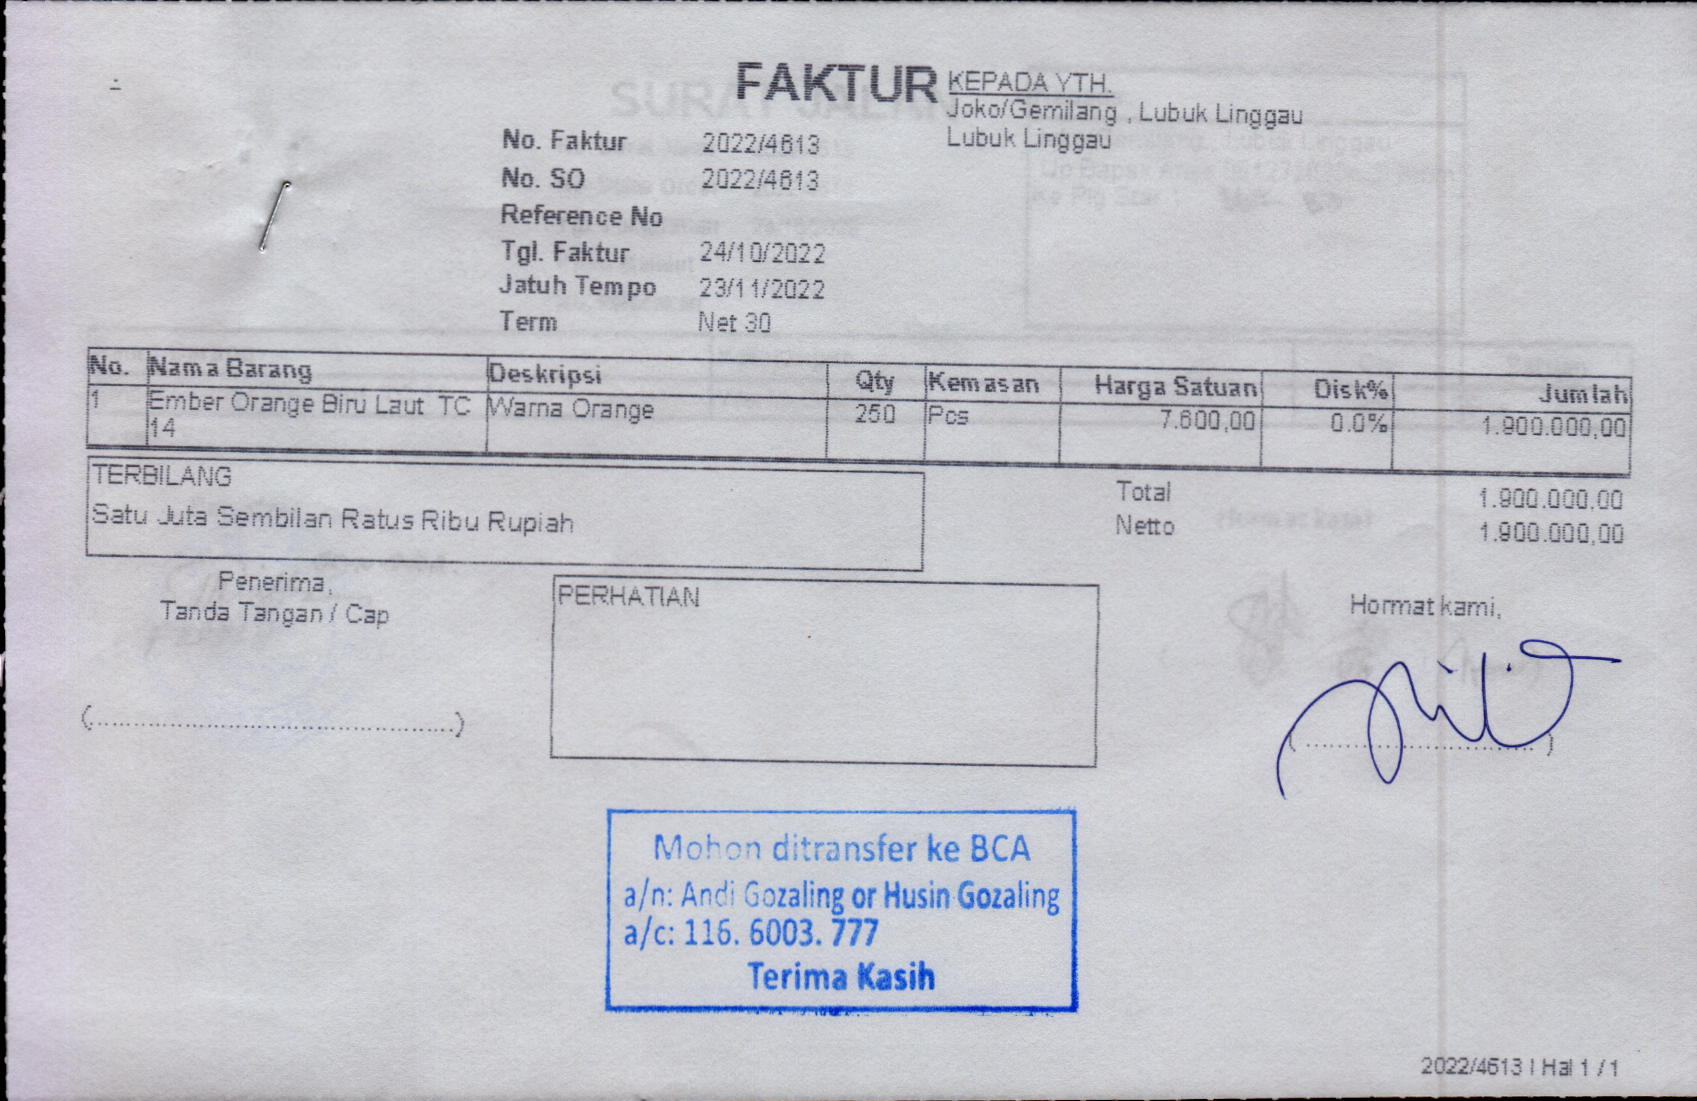 FAKTUR
KEPADA YTH.
Joko/Gemilang , Lubuk Linggau
Lubuk Linggau
No. Faktur 2022/4613
No. SO 2022/4613
Reference No
Tgl. Faktur 24/10/2022
Jatuh Tempo 23/11/2022
Term Net 30
No. Nama Barang Deskripsi Qty Kemasan Harga Satuan Disk% Jumlah
1 Ember Orange Biru Laut TC Warna Orange 250 Pcs 7.600,00 0.0% 1.900.000,00
14
TERBILANG
Satu Juta Sembilan Ratus Ribu Rupiah
Total 1.900.000,00
Netto 1.900.000,00
Penerima,
Tanda Tangan / Cap
(..........................................)
PERHATIAN
Hormat kami,
(..........................................)
Mohon ditransfer ke BCA
a/n: Andi Gozaling or Husin Gozaling
a/c: 116. 6003. 777
Terima Kasih
2022/4613 | Hal 1 / 1